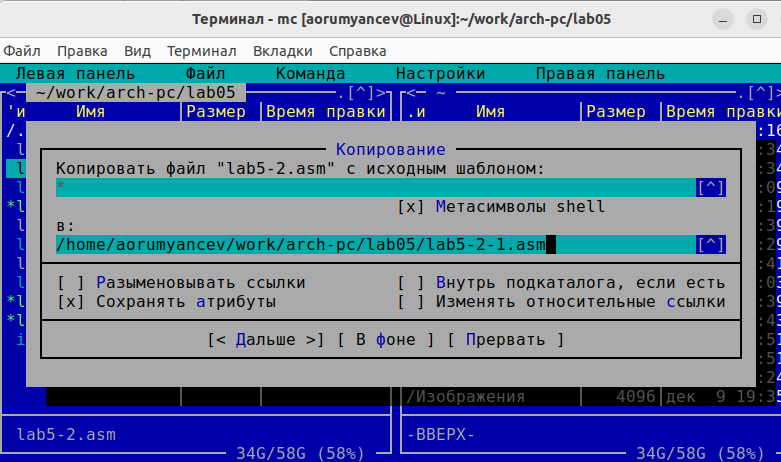 Терминал - mc [aorumyancev@Linux]:~/work/arch-pc/lab05
Файл Правка Вид Терминал Вкладки Справка
Левая панель Файл Команда Настройки Правая панель
<- ~/work/arch-pc/lab05 .[^]> <- ~ .[^]>
'и Имя Размер Время правки .и Имя Размер Время правки
/.
Копирование
Копировать файл "lab5-2.asm" с исходным шаблоном:
* [^]
[x] Метасимволы shell
в:
/home/aorumyancev/work/arch-pc/lab05/lab5-2-1.asm [^]
[ ] Разыменовывать ссылки [ ] Внутрь подкаталога, если есть
[x] Сохранять атрибуты [ ] Изменять относительные ссылки
[< Дальше >] [ В фоне ] [ Прервать ]
/Изображения 4096 дек 9 19:35
lab5-2.asm -ВВЕРХ-
34G/58G (58%) 34G/58G (58%)